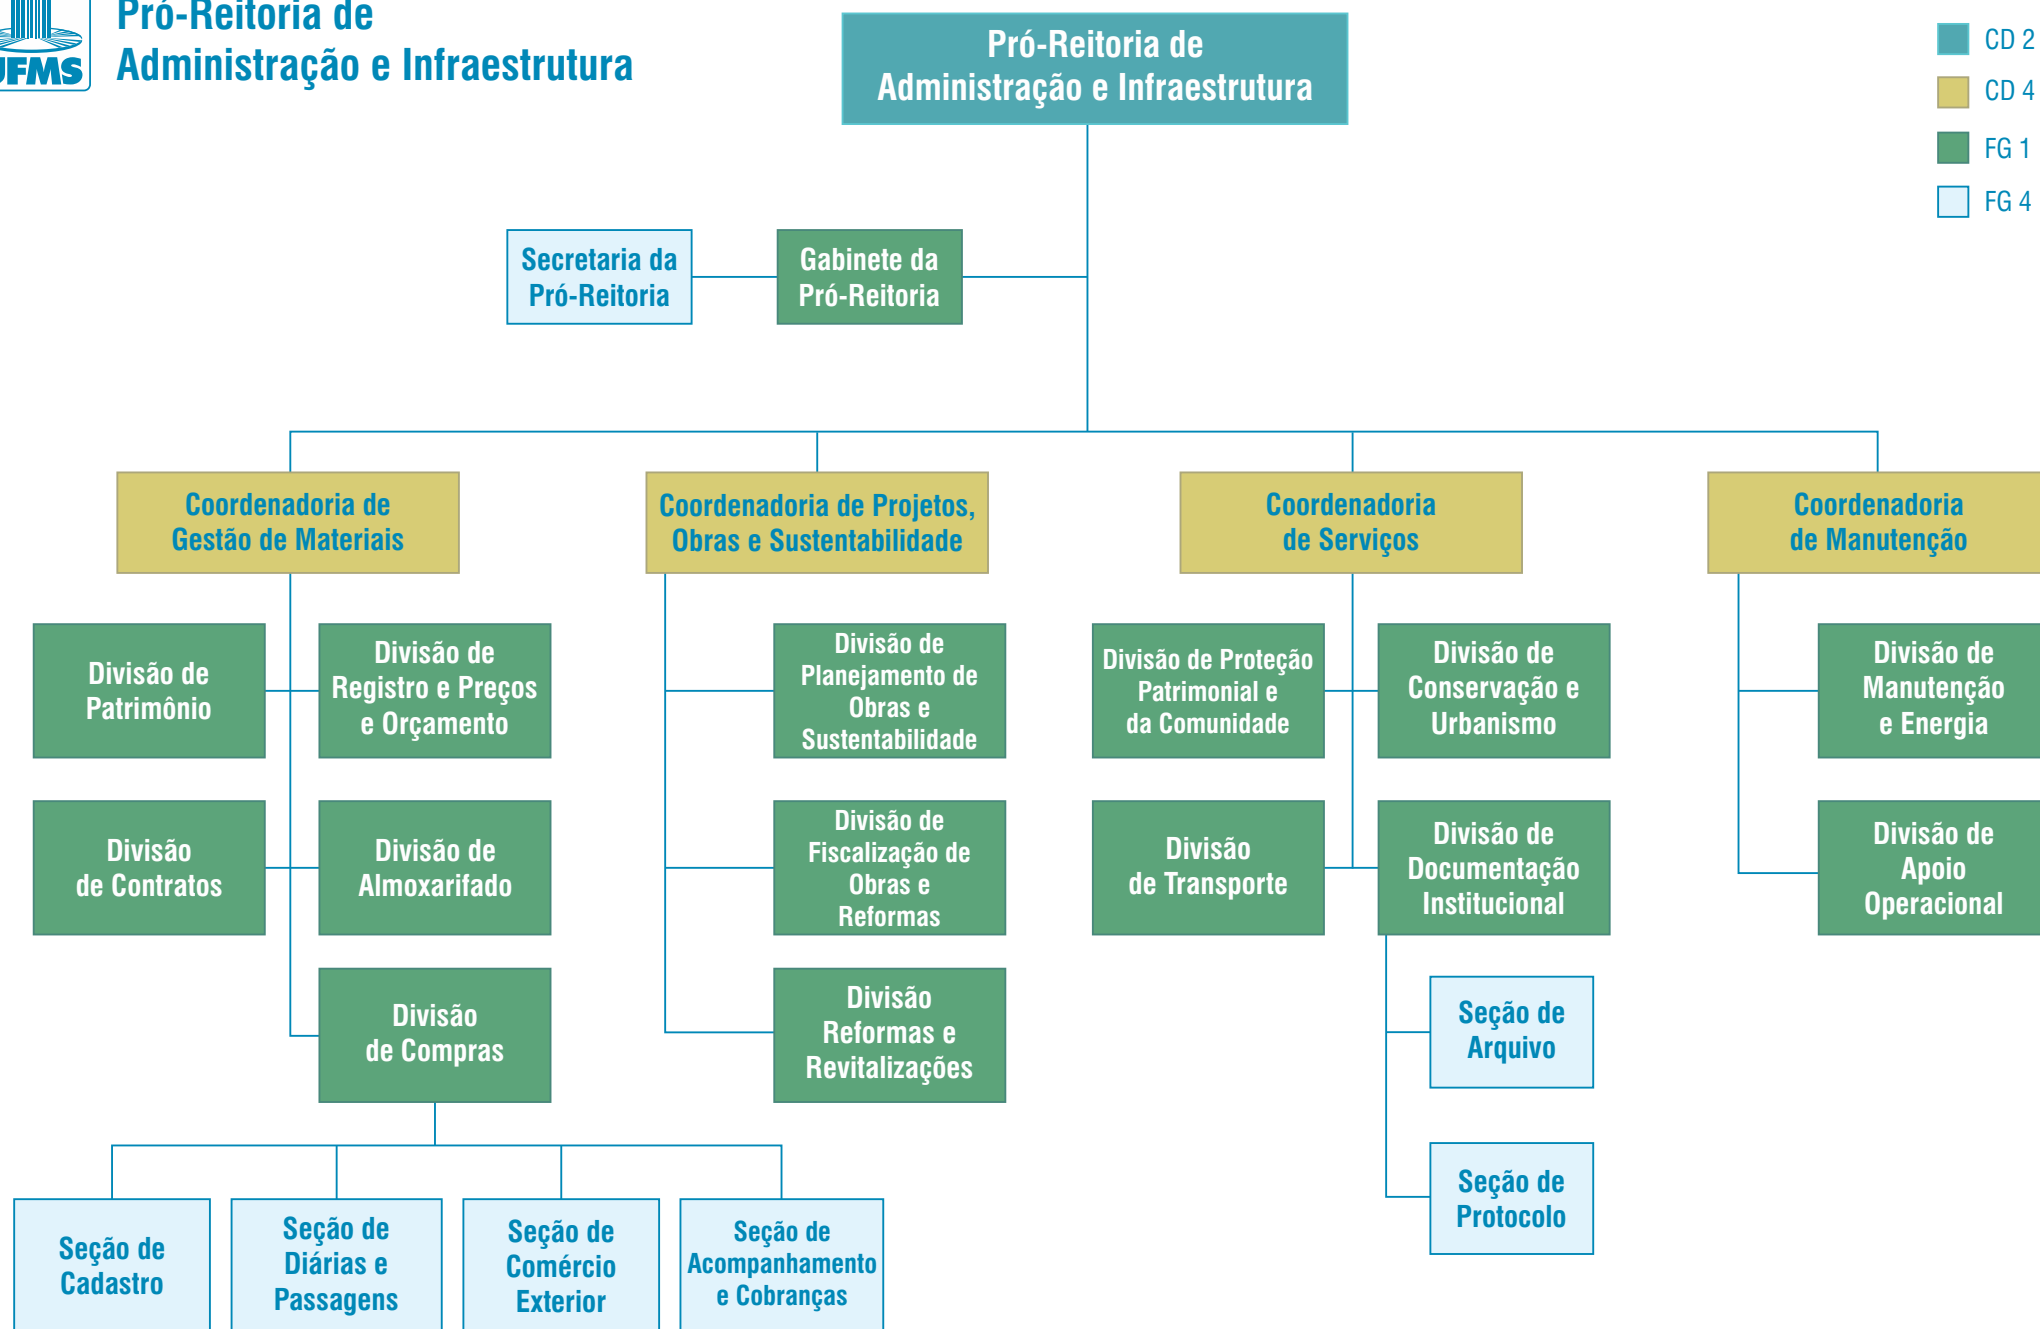 Pró-Reitoria de
Administração e Infraestrutura
UFMS
Pró-Reitoria de
Administração e Infraestrutura
CD 2
CD 4
FG 1
FG 4
Secretaria da
Pró-Reitoria
Gabinete da
Pró-Reitoria
Coordenadoria de
Gestão de Materiais
Coordenadoria de Projetos,
Obras e Sustentabilidade
Coordenadoria
de Serviços
Coordenadoria
de Manutenção
Divisão de
Patrimônio
Divisão de
Registro e Preços
e Orçamento
Divisão de
Planejamento de
Obras e
Sustentabilidade
Divisão de Proteção
Patrimonial e
da Comunidade
Divisão de
Conservação e
Urbanismo
Divisão de
Manutenção
e Energia
Divisão
de Contratos
Divisão de
Almoxarifado
Divisão de
Fiscalização de
Obras e
Reformas
Divisão
de Transporte
Divisão de
Documentação
Institucional
Divisão de
Apoio
Operacional
Divisão
de Compras
Divisão
Reformas e
Revitalizações
Seção de
Arquivo
Seção de
Protocolo
Seção de
Cadastro
Seção de
Diárias e
Passagens
Seção de
Comércio
Exterior
Seção de
Acompanhamento
e Cobranças